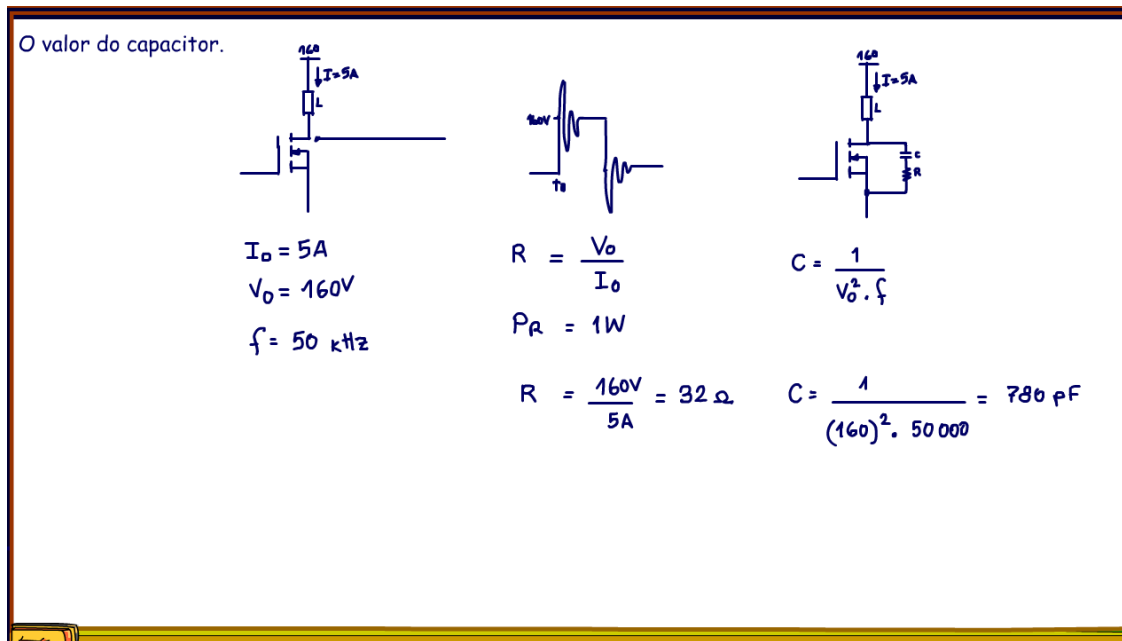 O valor do capacitor.
160
I=5A
L
160V
t0
160
I=5A
L
C
R
I0 = 5A
V0 = 160V
f = 50 KHz
R = V0 / I0
PR = 1W
R = 160V / 5A = 32 Ω
C = 1 / V0². f
C = 1 / (160)². 50 000 = 780 pF